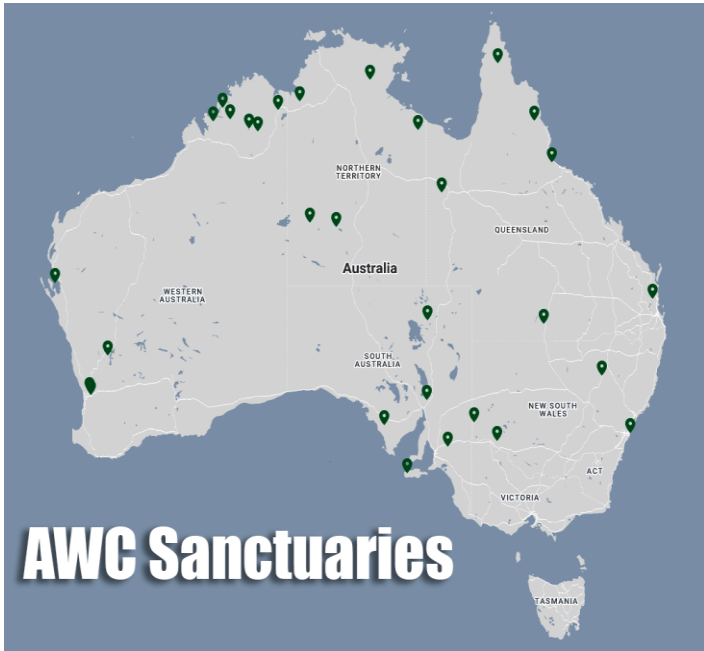 NORTHERN
TERRITORY
QUEENSLAND
Australia
WESTERN
AUSTRALIA
SOUTH
AUSTRALIA
NEW SOUTH
WALES
ACT
VICTORIA
AWC Sanctuaries
TASMANIA